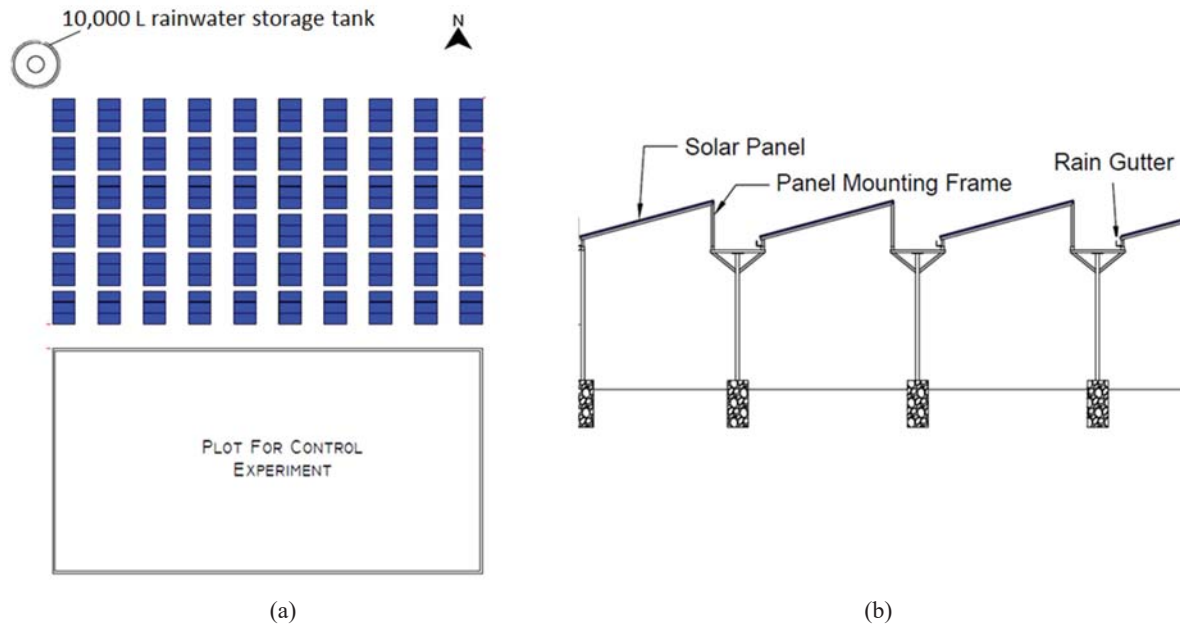 10,000 L rainwater storage tank
N
PLOT FOR CONTROL
EXPERIMENT
(a)
Solar Panel
Panel Mounting Frame
Rain Gutter
(b)